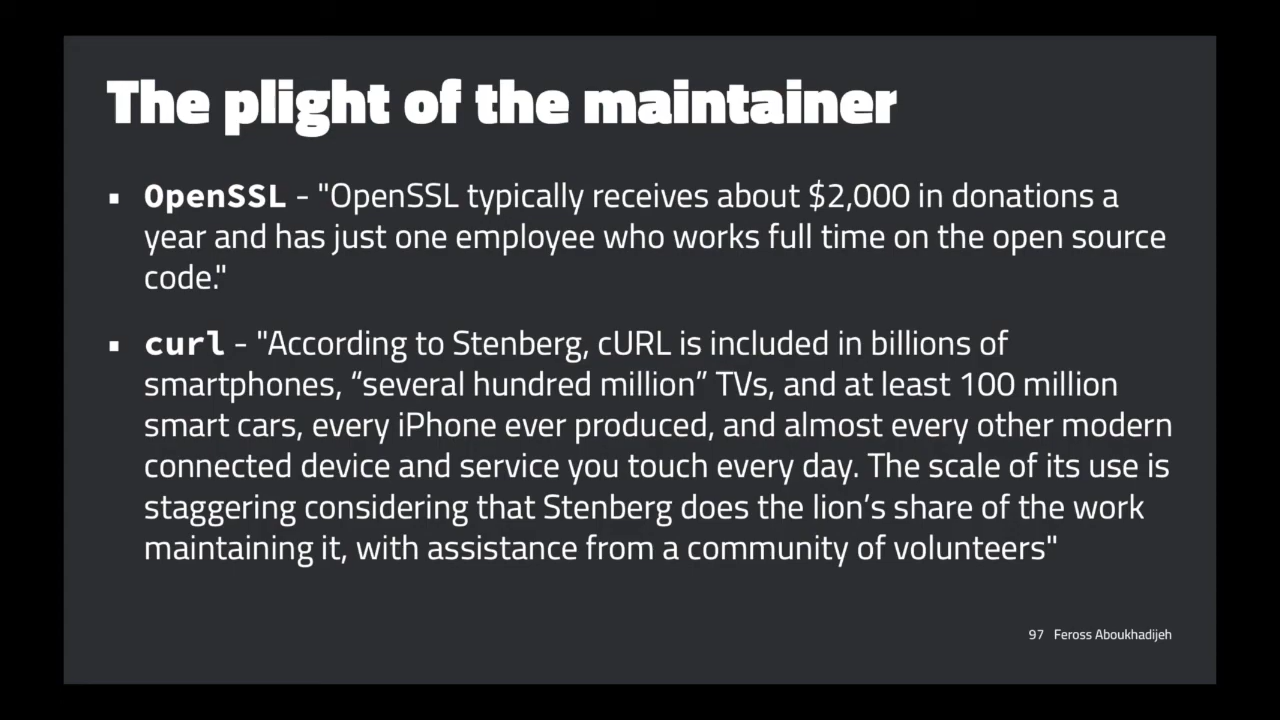 The plight of the maintainer
▪ OpenSSL - "OpenSSL typically receives about $2,000 in donations a
year and has just one employee who works full time on the open source
code."
▪ curl - "According to Stenberg, cURL is included in billions of
smartphones, “several hundred million” TVs, and at least 100 million
smart cars, every iPhone ever produced, and almost every other modern
connected device and service you touch every day. The scale of its use is
staggering considering that Stenberg does the lion’s share of the work
maintaining it, with assistance from a community of volunteers"
97 Feross Aboukhadijeh